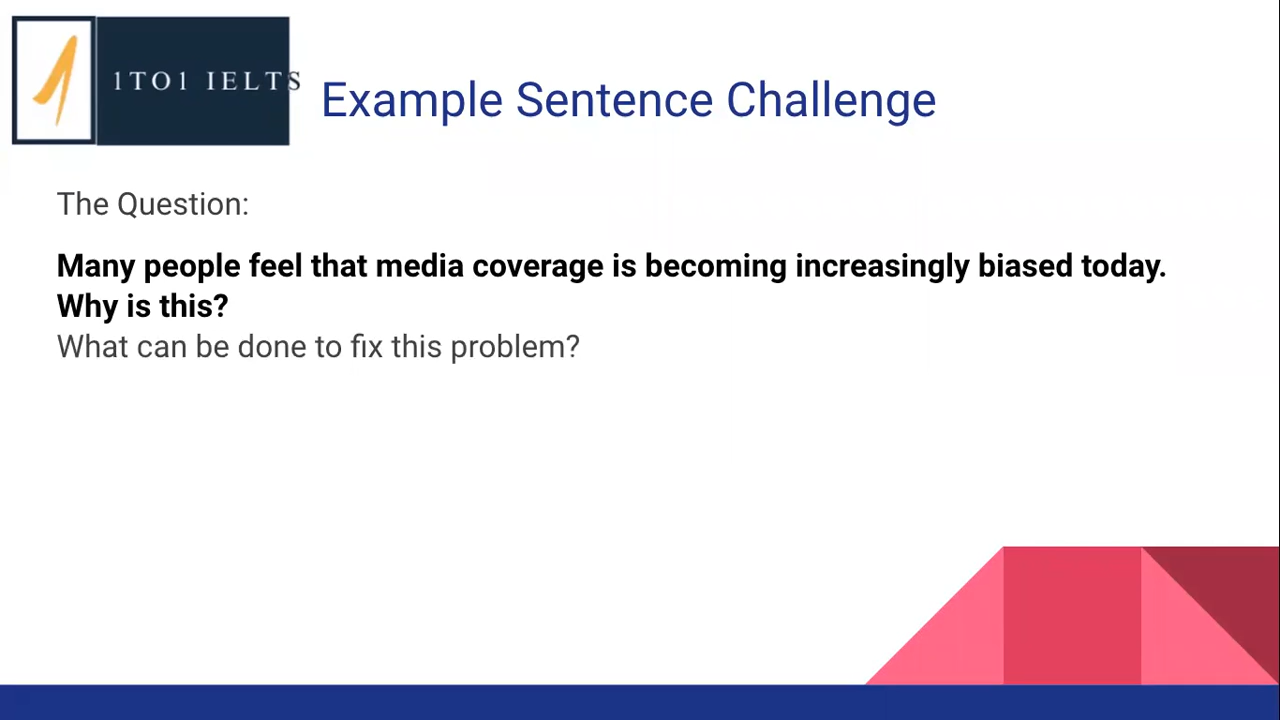 1TO1 IELTS
Example Sentence Challenge
The Question:
Many people feel that media coverage is becoming increasingly biased today.
Why is this?
What can be done to fix this problem?